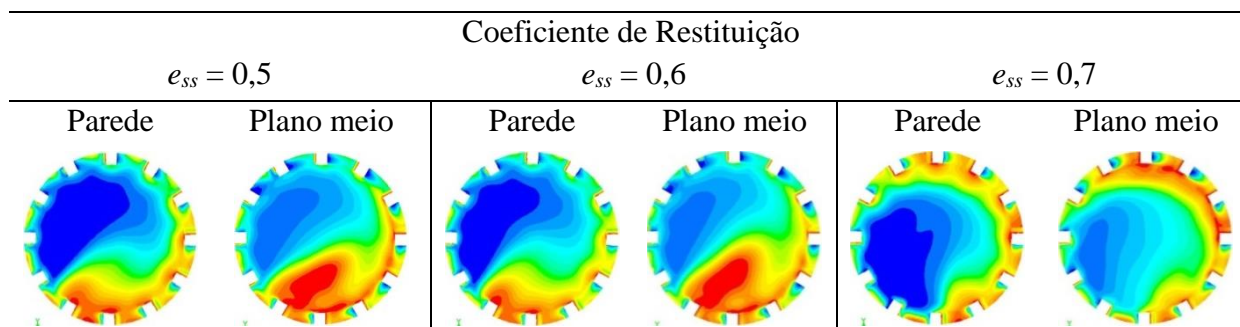 Coeficiente de Restituição
e_ss = 0,5 e_ss = 0,6 e_ss = 0,7
Parede Plano meio Parede Plano meio Parede Plano meio